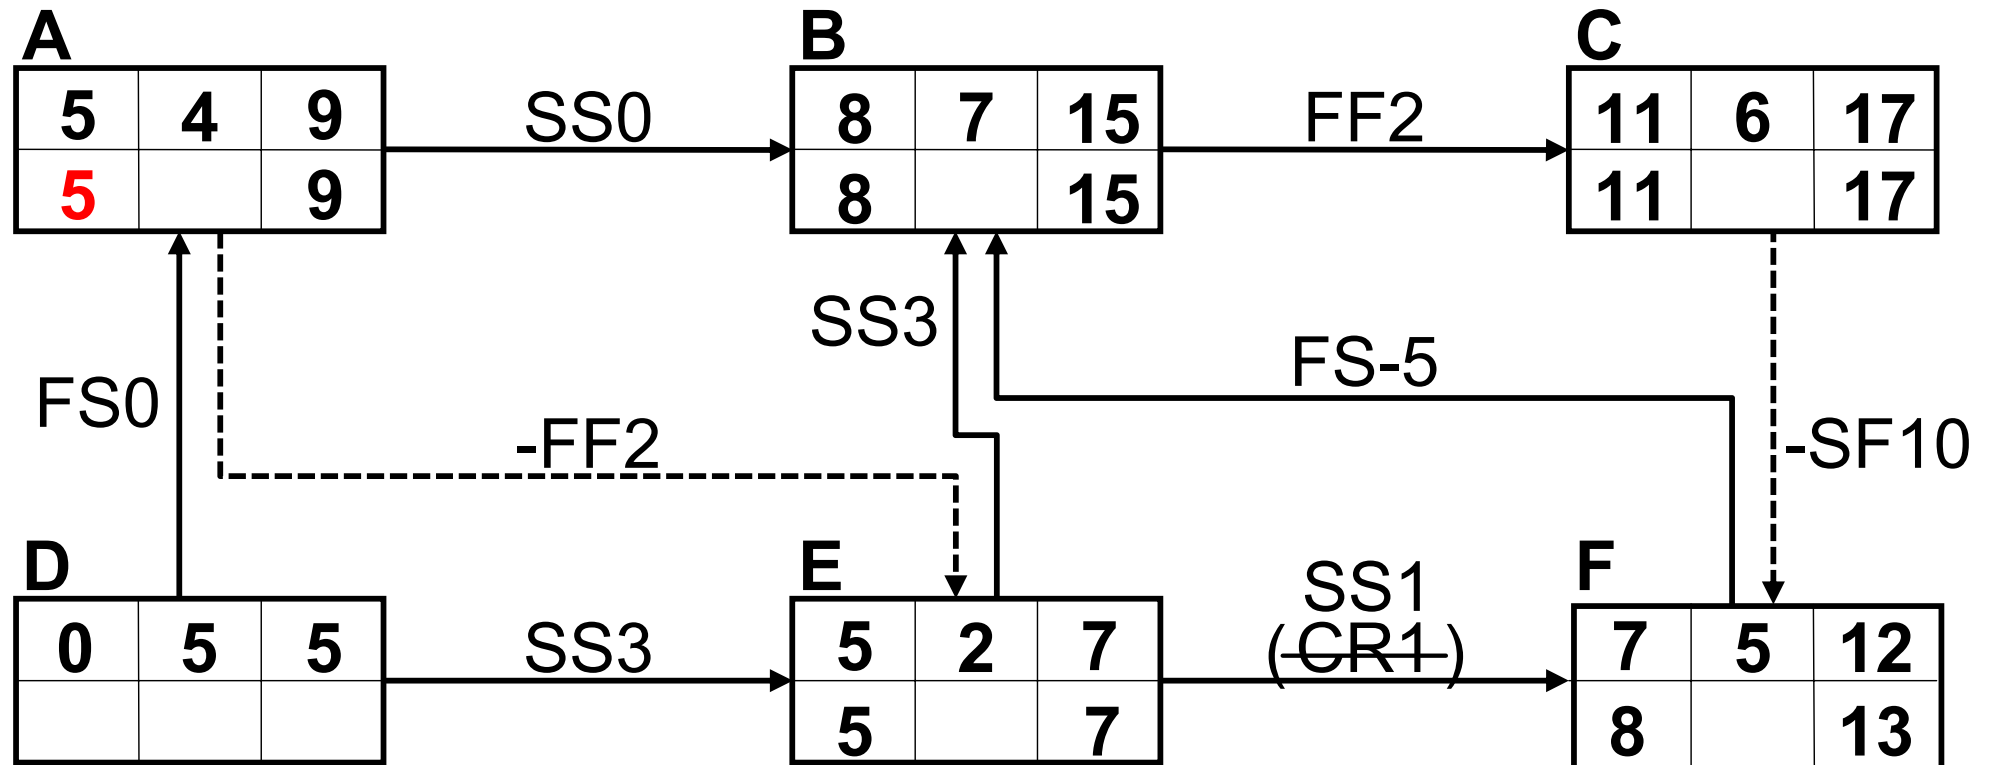 A B C
5 4 9 SS0 8 7 15 FF2 11 6 17
5 9 8 15 11 17
SS3
FS-5
FS0
-FF2 -SF10
D E F
SS1
0 5 5 SS3 5 2 7 (CR1) 7 5 12
5 7 8 13